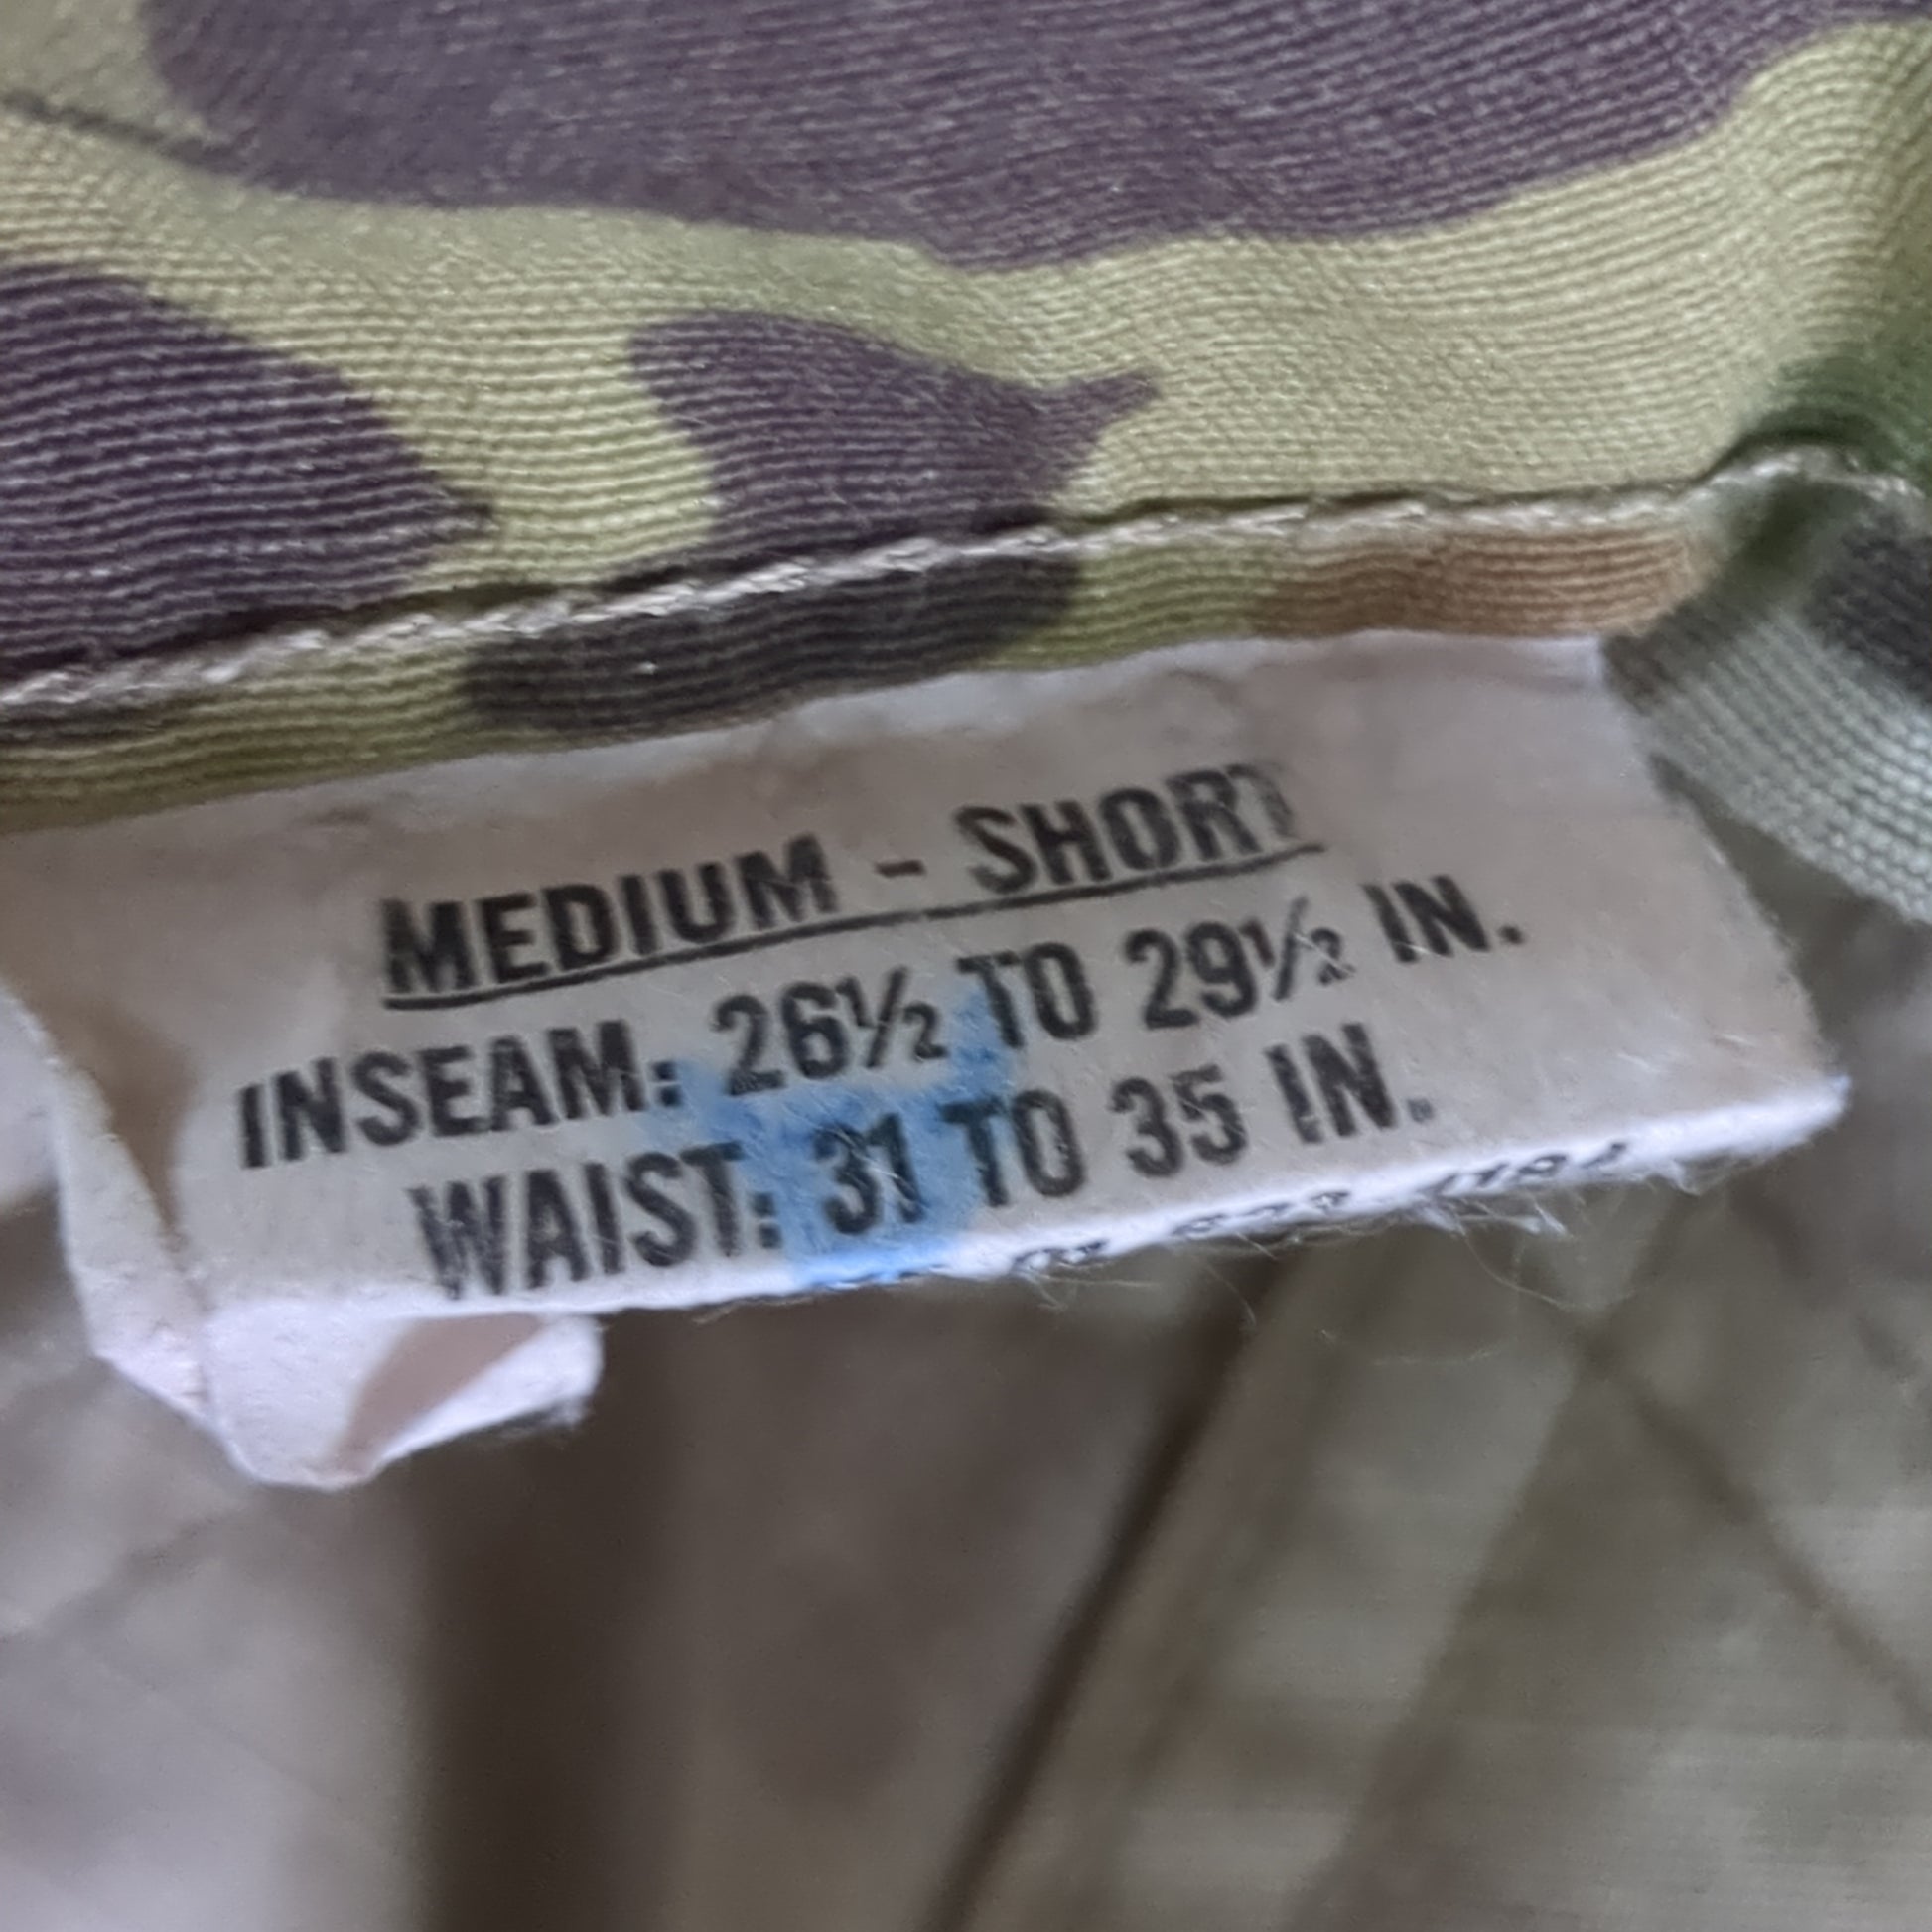 MEDIUM - SHORT
INSEAM: 26½ TO 29½ IN.
WAIST: 31 TO 35 IN.